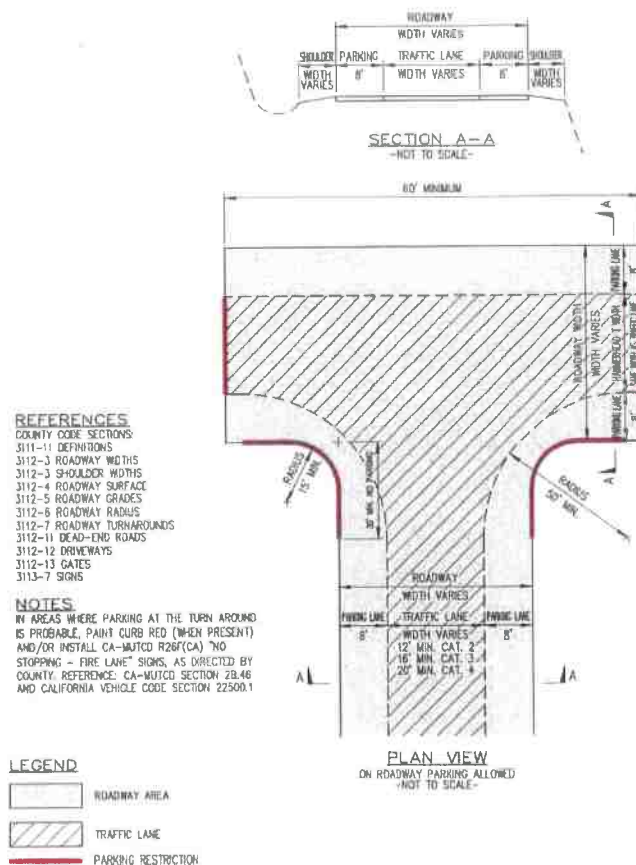 ROADWAY
WIDTH VARIES
SHOULDER PARKING TRAFFIC LANE PARKING SHOULDER
WIDTH VARIES 8' WIDTH VARIES 8' WIDTH VARIES
SECTION A-A
-NOT TO SCALE-
60' MINIMUM
A
PARKING LANE
8'
ROADWAY WIDTH
WIDTH VARIES
HAMMERHEAD T
PARKING LANE
8'
A
RADIUS
15' MIN.
30' MIN. NO PARKING
RADIUS
50' MIN.
REFERENCES
COUNTY CODE SECTIONS:
3111-11 DEFINITIONS
3112-3 ROADWAY WIDTHS
3112-3 SHOULDER WIDTHS
3112-4 ROADWAY SURFACE
3112-5 ROADWAY GRADES
3112-6 ROADWAY RADIUS
3112-7 ROADWAY TURNAROUNDS
3112-11 DEAD-END ROADS
3112-12 DRIVEWAYS
3112-13 GATES
3113-7 SIGNS
NOTES
IN AREAS WHERE PARKING AT THE TURN AROUND
IS PROBABLE, PAINT CURB RED (WHEN PRESENT)
AND/OR INSTALL CA-MUTCD R26F(CA) "NO
STOPPING - FIRE LANE" SIGNS, AS DIRECTED BY
COUNTY. REFERENCE: CA-MUTCD SECTION 2B.46
AND CALIFORNIA VEHICLE CODE SECTION 22500.1
ROADWAY
WIDTH VARIES
PARKING LANE TRAFFIC LANE PARKING LANE
8' WIDTH VARIES 8'
12' MIN. CAT. 2
16' MIN. CAT. 3
20' MIN. CAT. 4
A A
PLAN VIEW
ON ROADWAY PARKING ALLOWED
-NOT TO SCALE-
LEGEND
ROADWAY AREA
TRAFFIC LANE
PARKING RESTRICTION